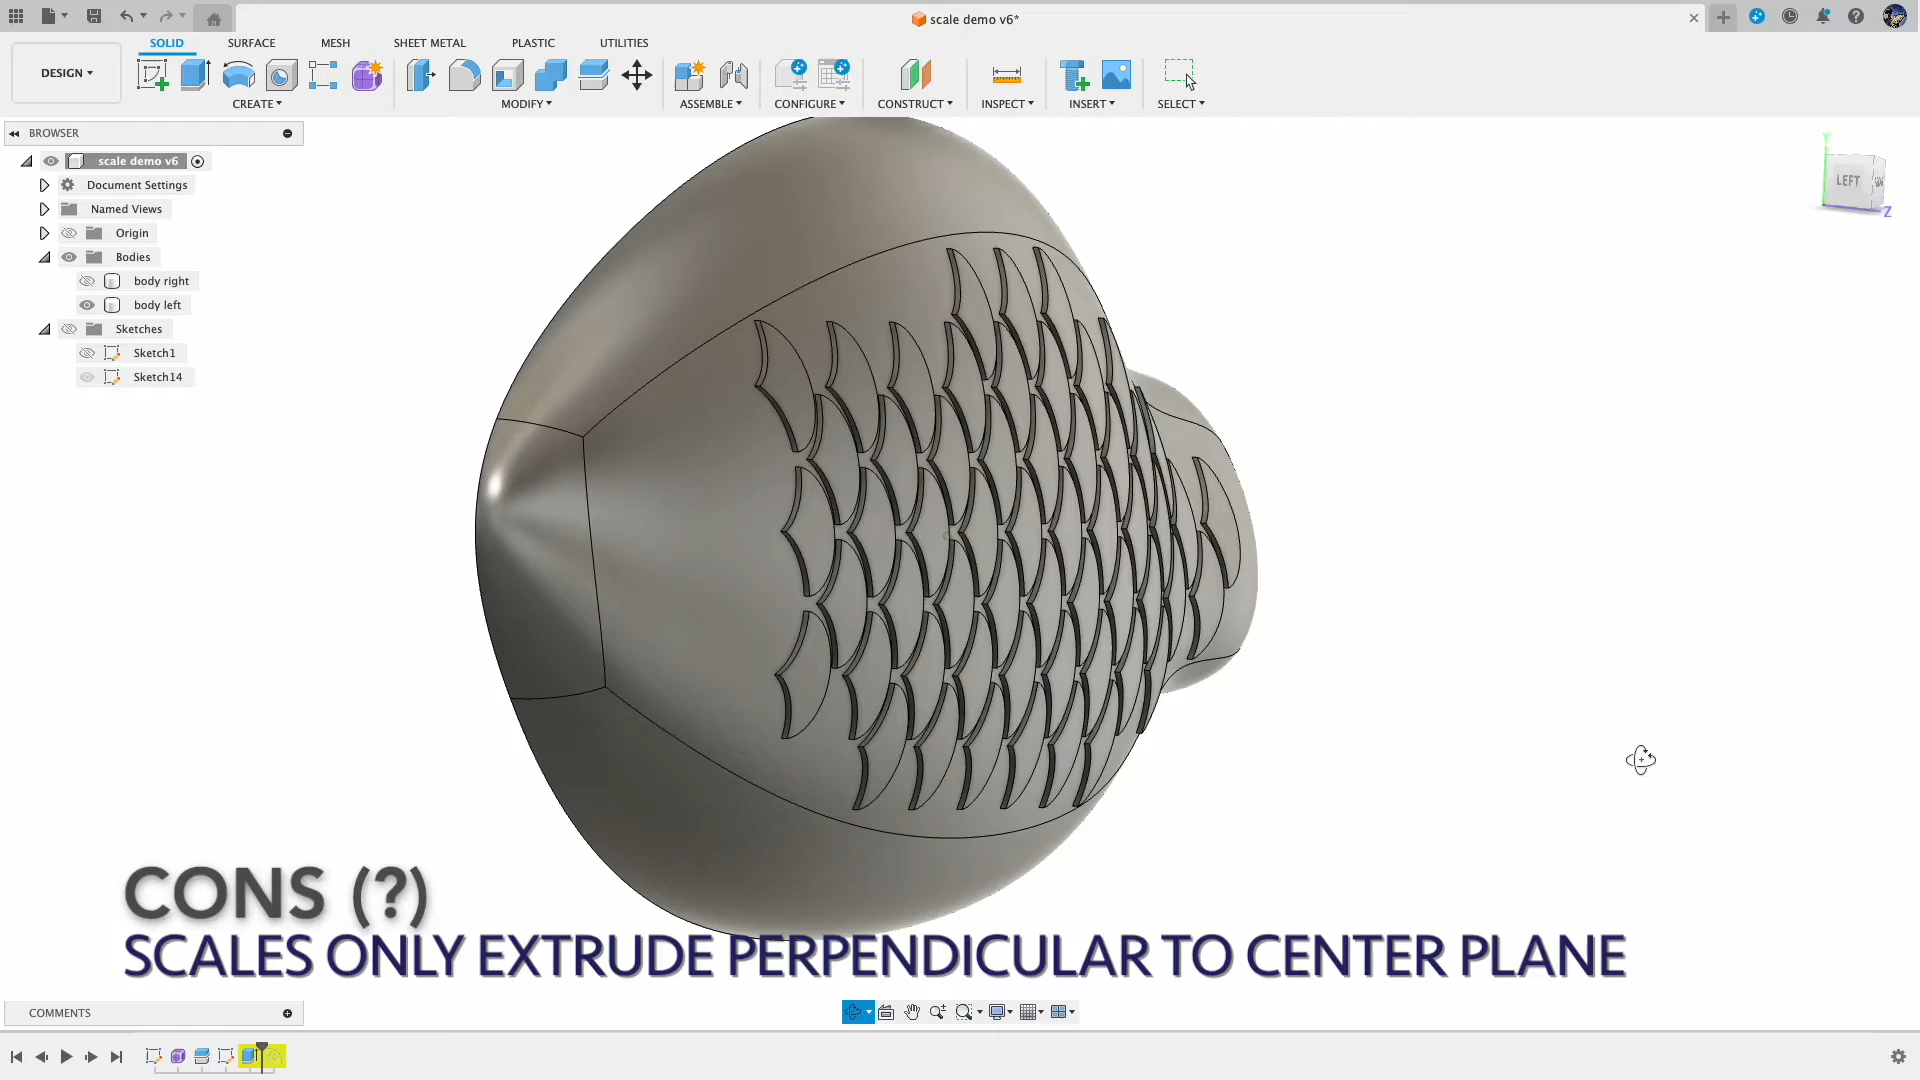 scale demo v6*
SOLID SURFACE MESH SHEET METAL PLASTIC UTILITIES
DESIGN
CREATE MODIFY ASSEMBLE CONFIGURE CONSTRUCT INSPECT INSERT SELECT
BROWSER
scale demo v6
Document Settings
Named Views
Origin
Bodies
body right
body left
Sketches
Sketch1
Sketch14
Y
LEFT
Z
CONS (?)
SCALES ONLY EXTRUDE PERPENDICULAR TO CENTER PLANE
COMMENTS